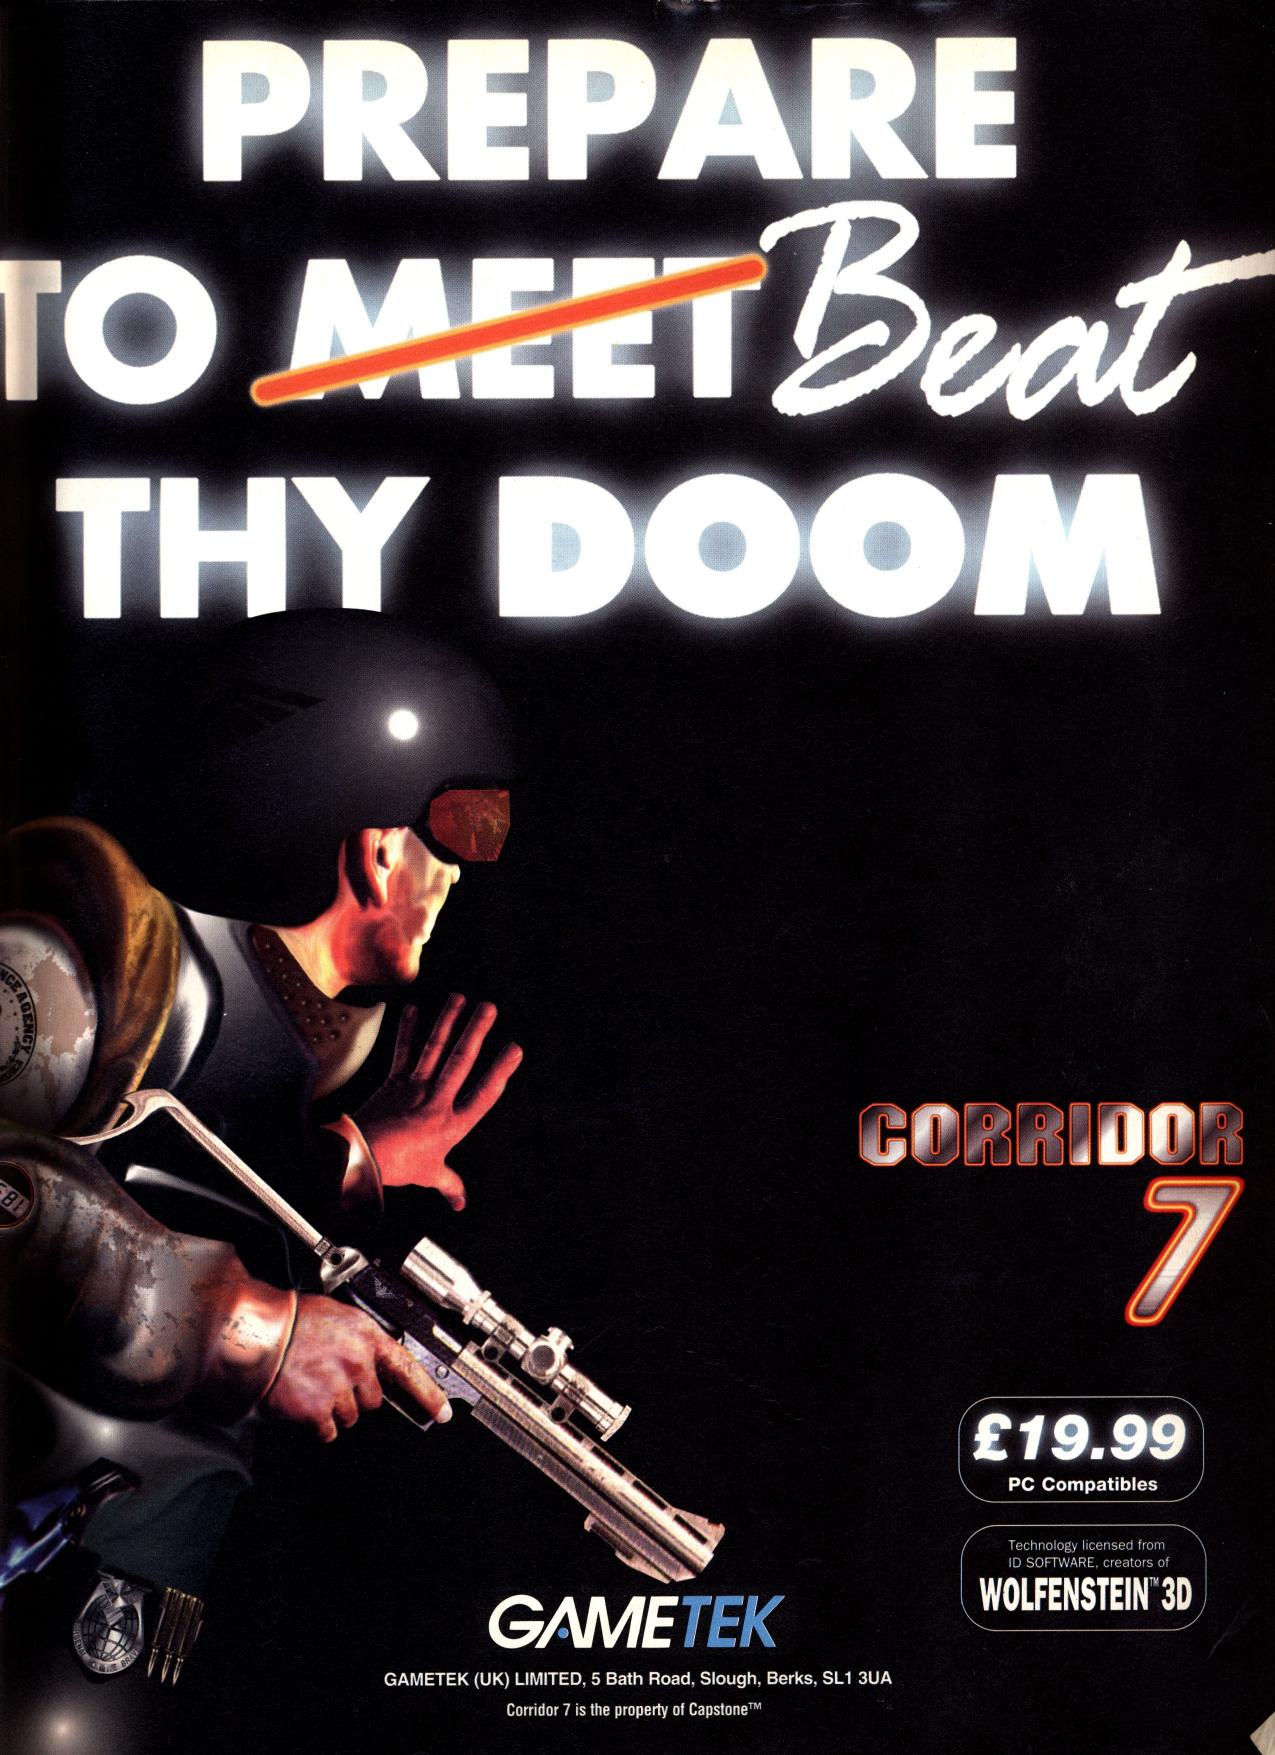 PREPARE
TO MEET Beat
THY DOOM
CORRIDOR
7
£19.99
PC Compatibles
Technology licensed from
ID SOFTWARE, creators of
WOLFENSTEIN™ 3D
GAMETEK
GAMETEK (UK) LIMITED, 5 Bath Road, Slough, Berks, SL1 3UA
Corridor 7 is the property of Capstone™